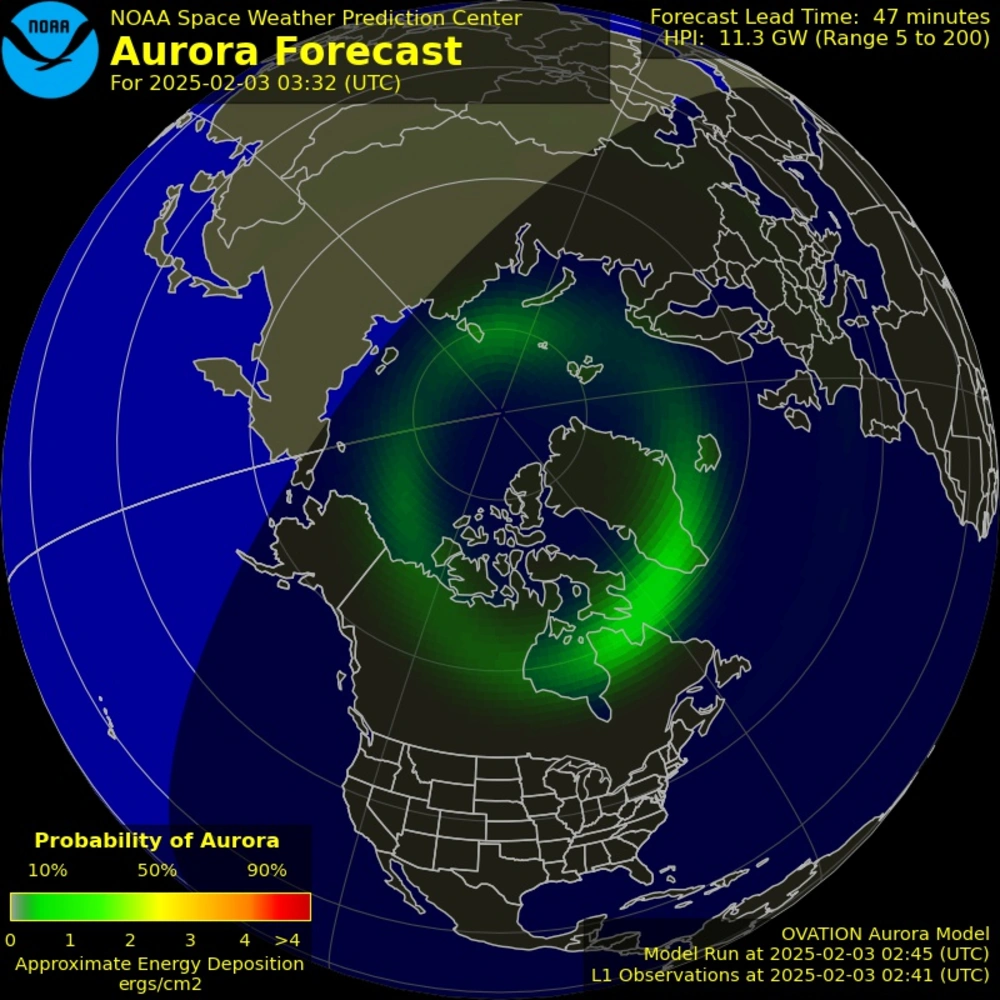 NOAA
NOAA Space Weather Prediction Center
Aurora Forecast
For 2025-02-03 03:32 (UTC)
Forecast Lead Time: 47 minutes
HPI: 11.3 GW (Range 5 to 200)
Probability of Aurora
10% 50% 90%
0 1 2 3 4 >4
Approximate Energy Deposition
ergs/cm2
OVATION Aurora Model
Model Run at 2025-02-03 02:45 (UTC)
L1 Observations at 2025-02-03 02:41 (UTC)